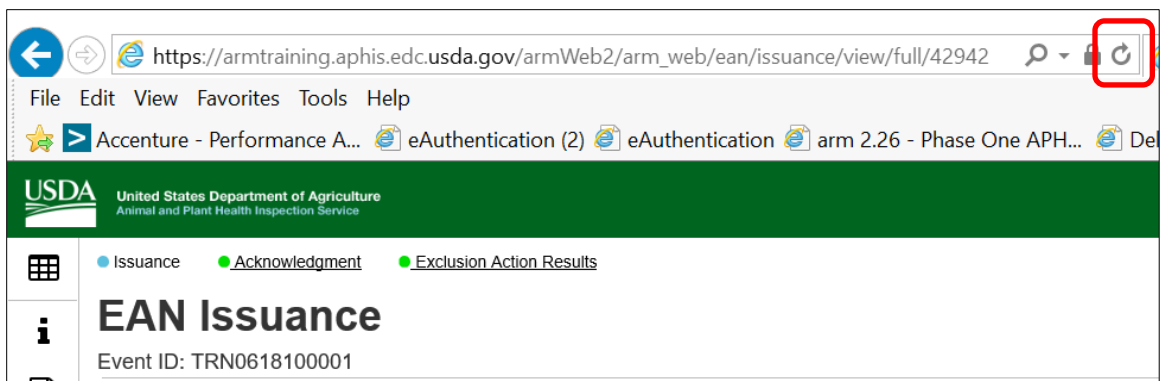 https://armtraining.aphis.edc.usda.gov/armWeb2/arm_web/ean/issuance/view/full/42942
File Edit View Favorites Tools Help
Accenture - Performance A... eAuthentication (2) eAuthentication arm 2.26 - Phase One APH... Del
USDA United States Department of Agriculture
Animal and Plant Health Inspection Service
Issuance Acknowledgment Exclusion Action Results
EAN Issuance
Event ID: TRN0618100001